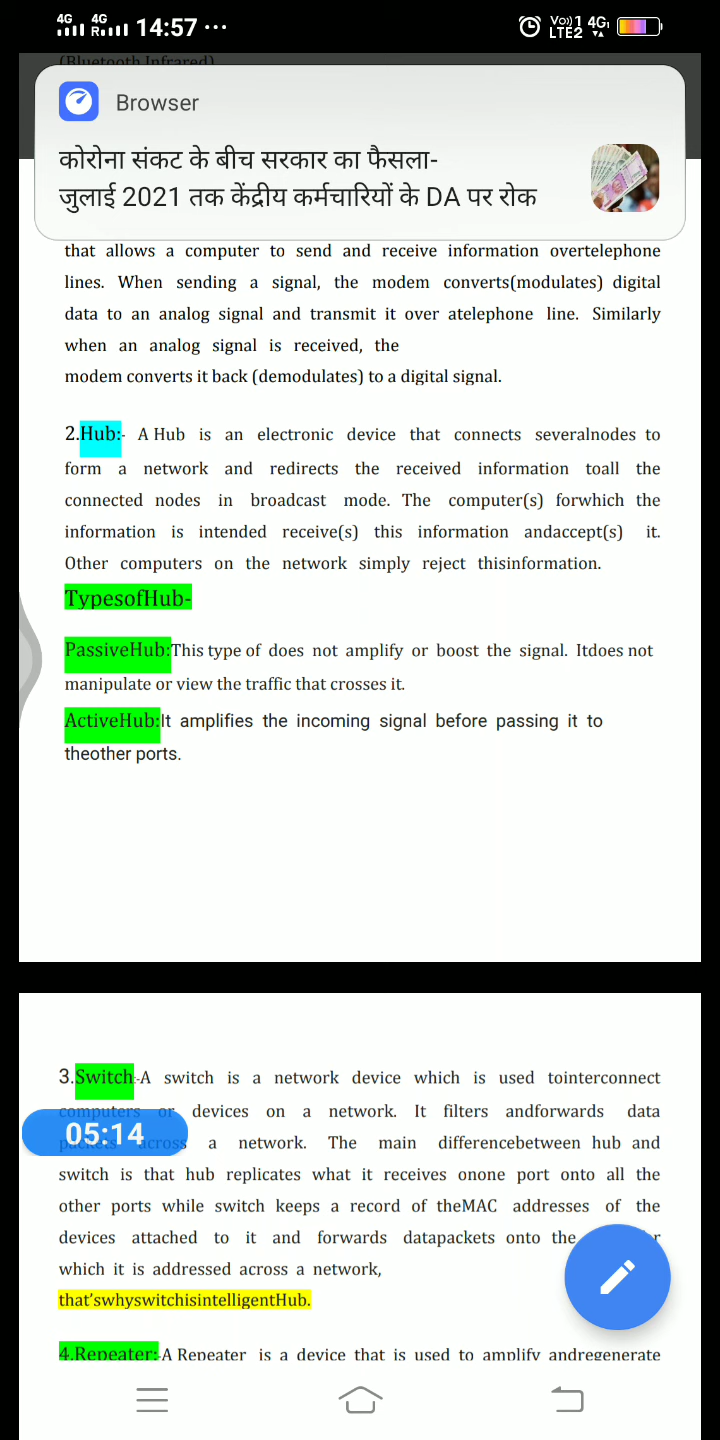 4G 4G R 14:57 ... Vo)) 1 LTE2 4G
(Bluetooth Infrared)
Browser
कोरोना संकट के बीच सरकार का फैसला-
जुलाई 2021 तक केंद्रीय कर्मचारियों के DA पर रोक
that allows a computer to send and receive information overtelephone
lines. When sending a signal, the modem converts(modulates) digital
data to an analog signal and transmit it over atelephone line. Similarly
when an analog signal is received, the
modem converts it back (demodulates) to a digital signal.
2.Hub:- A Hub is an electronic device that connects severalnodes to
form a network and redirects the received information toall the
connected nodes in broadcast mode. The computer(s) forwhich the
information is intended receive(s) this information andaccept(s) it.
Other computers on the network simply reject thisinformation.
TypesofHub-
PassiveHub:This type of does not amplify or boost the signal. Itdoes not
manipulate or view the traffic that crosses it.
ActiveHub:It amplifies the incoming signal before passing it to
theother ports.
3.Switch:-A switch is a network device which is used tointerconnect
computers or devices on a network. It filters andforwards data
05:14
packets across a network. The main differencebetween hub and
switch is that hub replicates what it receives onone port onto all the
other ports while switch keeps a record of theMAC addresses of the
devices attached to it and forwards datapackets onto the
which it is addressed across a network,
that'swhyswitchisintelligentHub.
4.Repeater:-A Repeater is a device that is used to amplify andregenerate